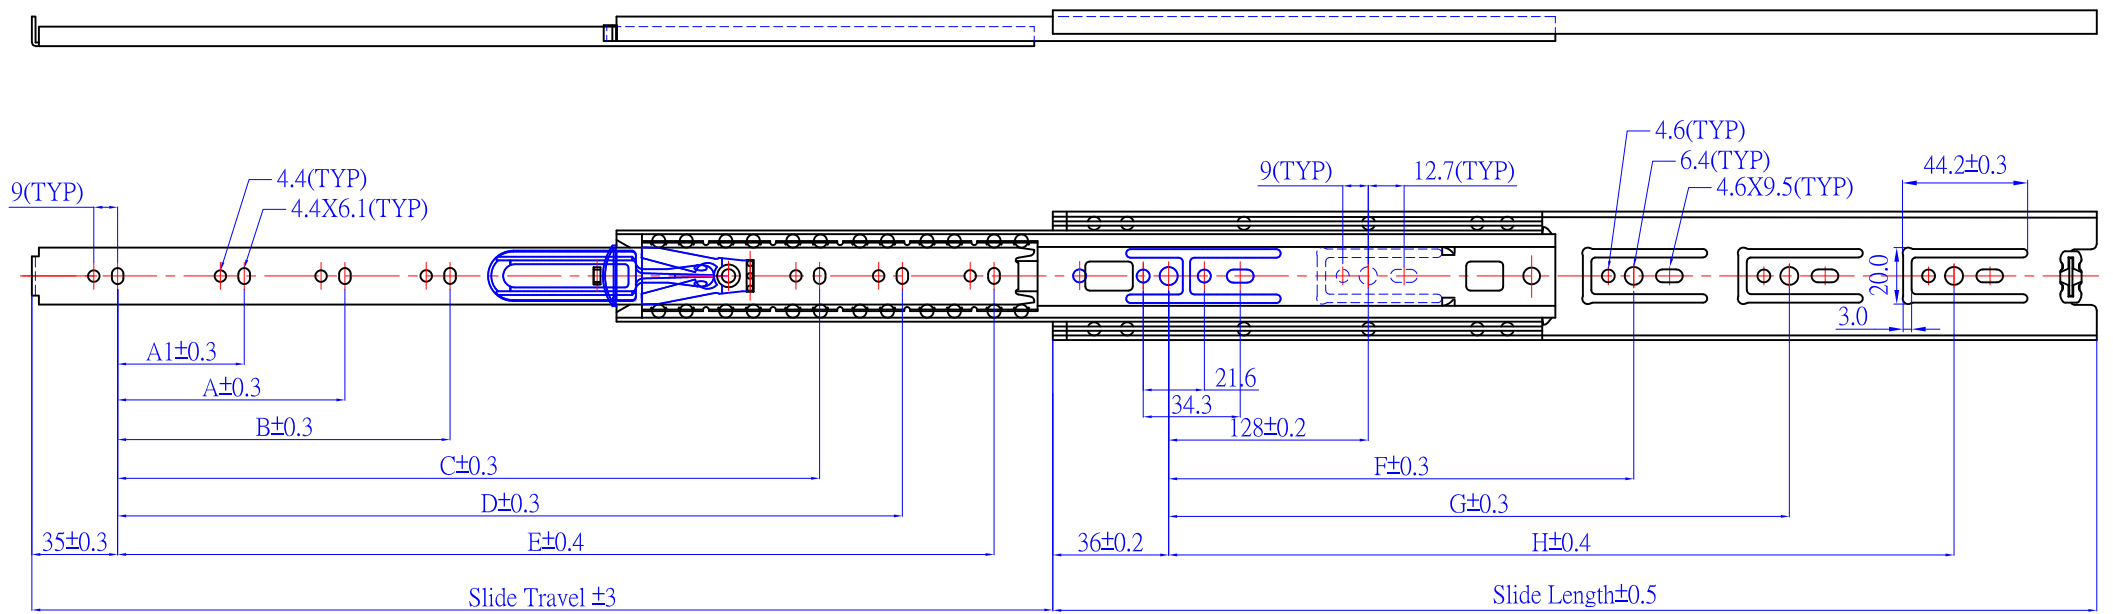 4.6(TYP)
6.4(TYP)
4.6X9.5(TYP)
44.2±0.3
9(TYP)
12.7(TYP)
4.4(TYP)
4.4X6.1(TYP)
9(TYP)
20.0
3.0
A1±0.3
A±0.3
B±0.3
C±0.3
D±0.3
E±0.4
35±0.3
21.6
34.3
128±0.2
F±0.3
G±0.3
H±0.4
36±0.2
Slide Travel ±3
Slide Length±0.5